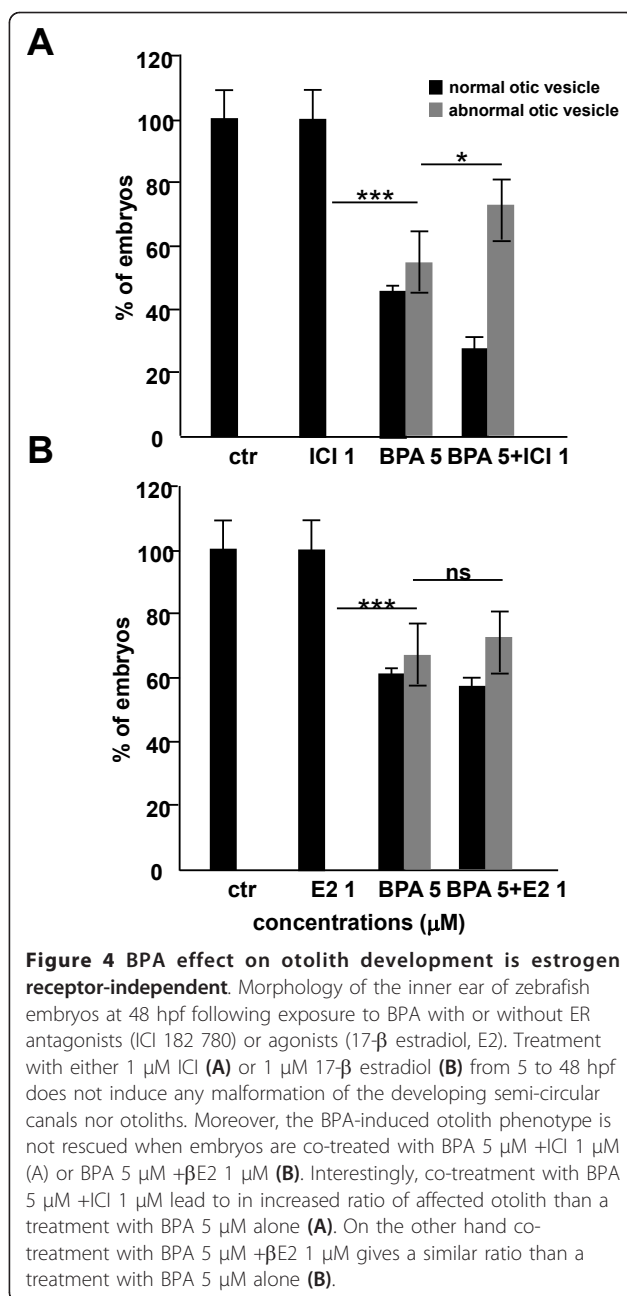 A
120
100
80
60
40
20
0
% of embryos
normal otic vesicle
abnormal otic vesicle
***
*
ctr ICI 1 BPA 5 BPA 5+ICI 1
B
120
100
80
60
40
20
0
% of embryos
***
ns
ctr E2 1 BPA 5 BPA 5+E2 1
concentrations (μM)
Figure 4 BPA effect on otolith development is estrogen
receptor-independent. Morphology of the inner ear of zebrafish
embryos at 48 hpf following exposure to BPA with or without ER
antagonists (ICI 182 780) or agonists (17-β estradiol, E2). Treatment
with either 1 μM ICI (A) or 1 μM 17-β estradiol (B) from 5 to 48 hpf
does not induce any malformation of the developing semi-circular
canals nor otoliths. Moreover, the BPA-induced otolith phenotype is
not rescued when embryos are co-treated with BPA 5 μM +ICI 1 μM
(A) or BPA 5 μM +βE2 1 μM (B). Interestingly, co-treatment with BPA
5 μM +ICI 1 μM lead to in increased ratio of affected otolith than a
treatment with BPA 5 μM alone (A). On the other hand co-
treatment with BPA 5 μM +βE2 1 μM gives a similar ratio than a
treatment with BPA 5 μM alone (B).